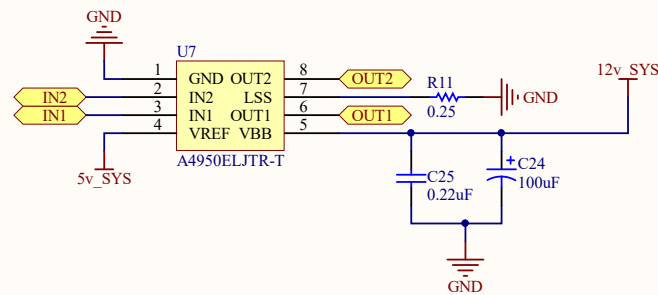 GND
U7
1 GND OUT2 8 OUT2
IN2 2 IN2 LSS 7 R11 0.25 GND
IN1 3 IN1 OUT1 6 OUT1
4 VREF VBB 5
12v_SYS
A4950ELJTR-T
5v_SYS
C25
0.22uF
+
C24
100uF
GND